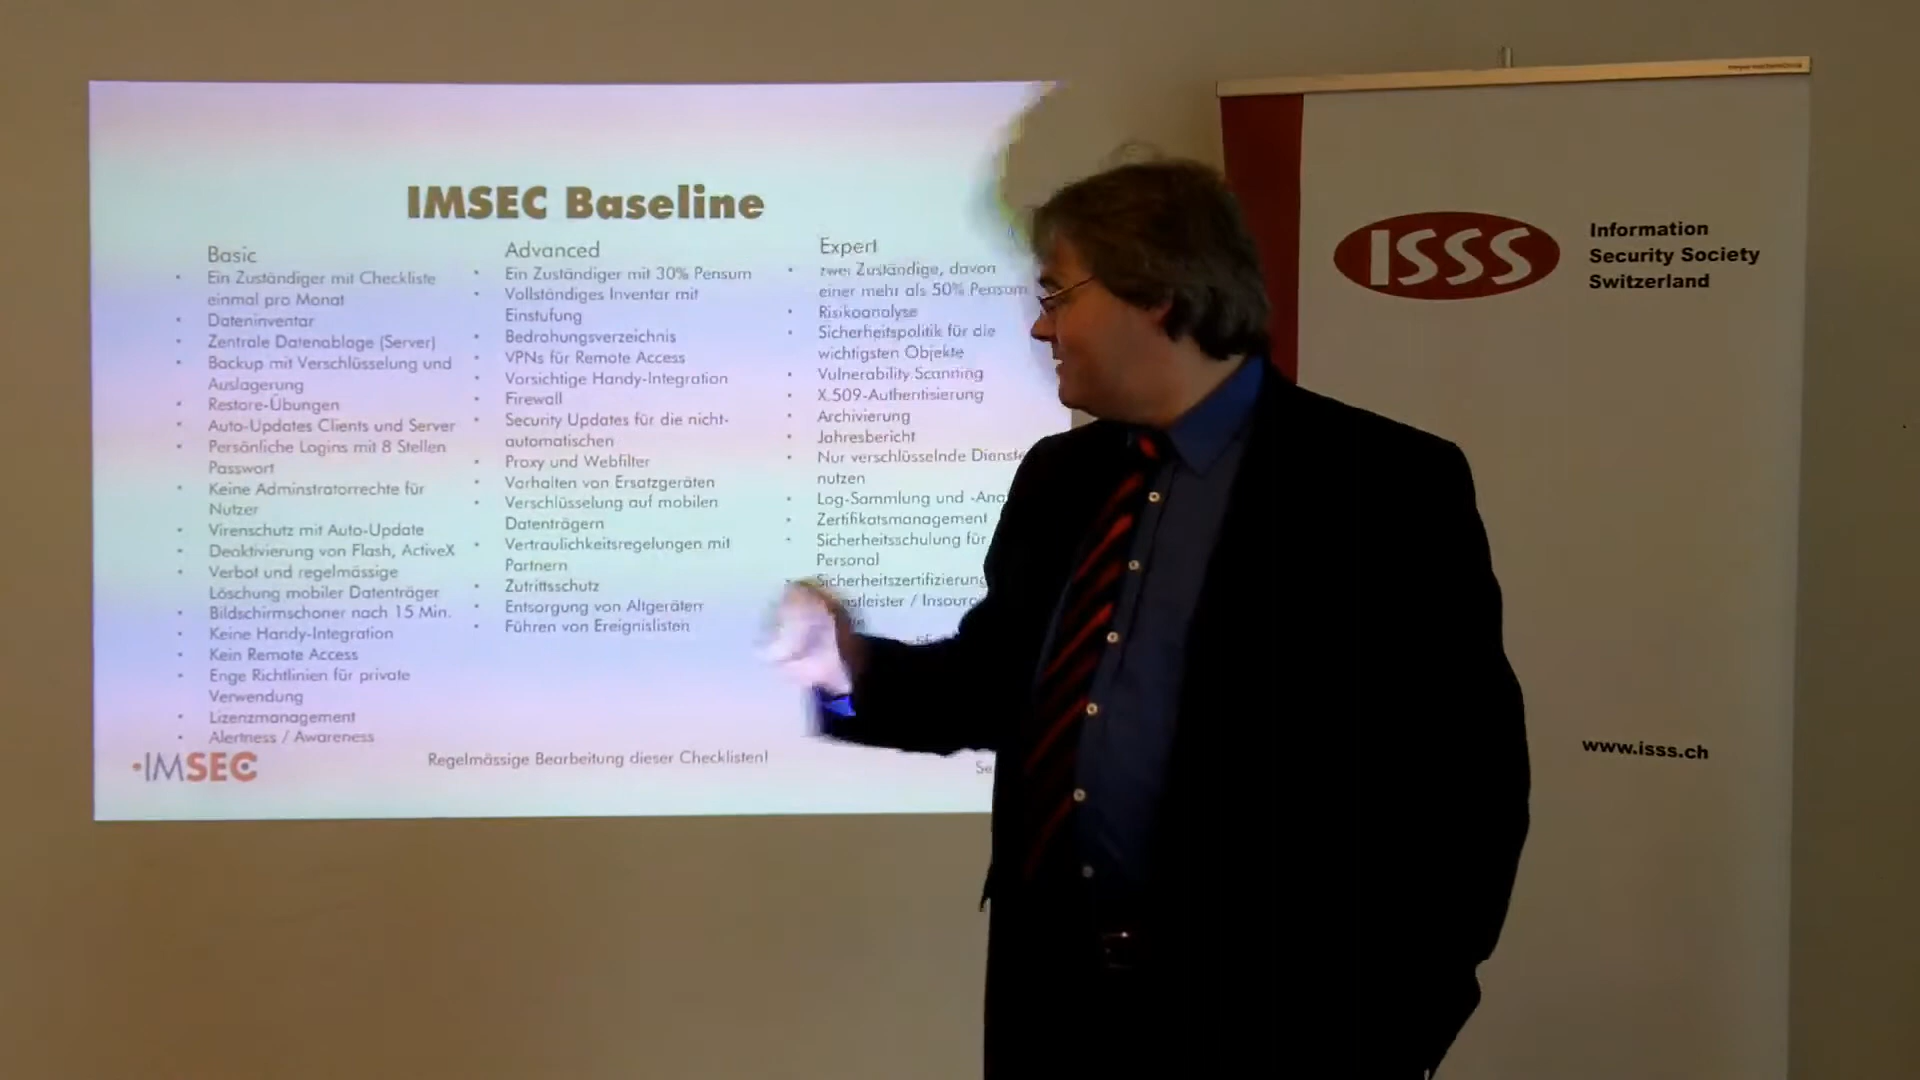 IMSEC Baseline
Basic
Ein Zuständiger mit Checkliste
einmal pro Monat
Dateninventar
Zentrale Datenablage (Server)
Backup mit Verschlüsselung und
Auslagerung
Restore-Übungen
Auto-Updates Clients und Server
Persönliche Logins mit 8 Stellen
Passwort
Keine Adminstratorrechte für
Nutzer
Virenschutz mit Auto-Update
Deaktivierung von Flash, ActiveX
Verbot und regelmässige
Löschung mobiler Datenträger
Bildschirmschoner nach 15 Min.
Keine Handy-Integration
Kein Remote Access
Enge Richtlinien für private
Verwendung
Lizenzmanagement
Alertness / Awareness
Advanced
Ein Zuständiger mit 30% Pensum
Vollständiges Inventar mit
Einstufung
Bedrohungsverzeichnis
VPNs für Remote Access
Vorsichtige Handy-Integration
Firewall
Security Updates für die nicht-
automatischen
Proxy und Webfilter
Vorhalten von Ersatzgeräten
Verschlüsselung auf mobilen
Datenträgern
Vertraulichkeitsregelungen mit
Partnern
Zutrittsschutz
Entsorgung von Altgeräten
Führen von Ereignislisten
Expert
zwei Zuständige, davon
einer mehr als 50% Pensum
Risikoanalyse
Sicherheitspolitik für die
wichtigsten Objekte
Vulnerability Scanning
X.509-Authentisierung
Archivierung
Jahresbericht
Nur verschlüsselnde Dienste
nutzen
Log-Sammlung und
Zertifikatsmanagement
Sicherheitsschulung für
Personal
Sicherheitszertifizierung
IMSEC
Regelmässige Bearbeitung dieser Checklisten!
ISSS
Information
Security Society
Switzerland
www.isss.ch